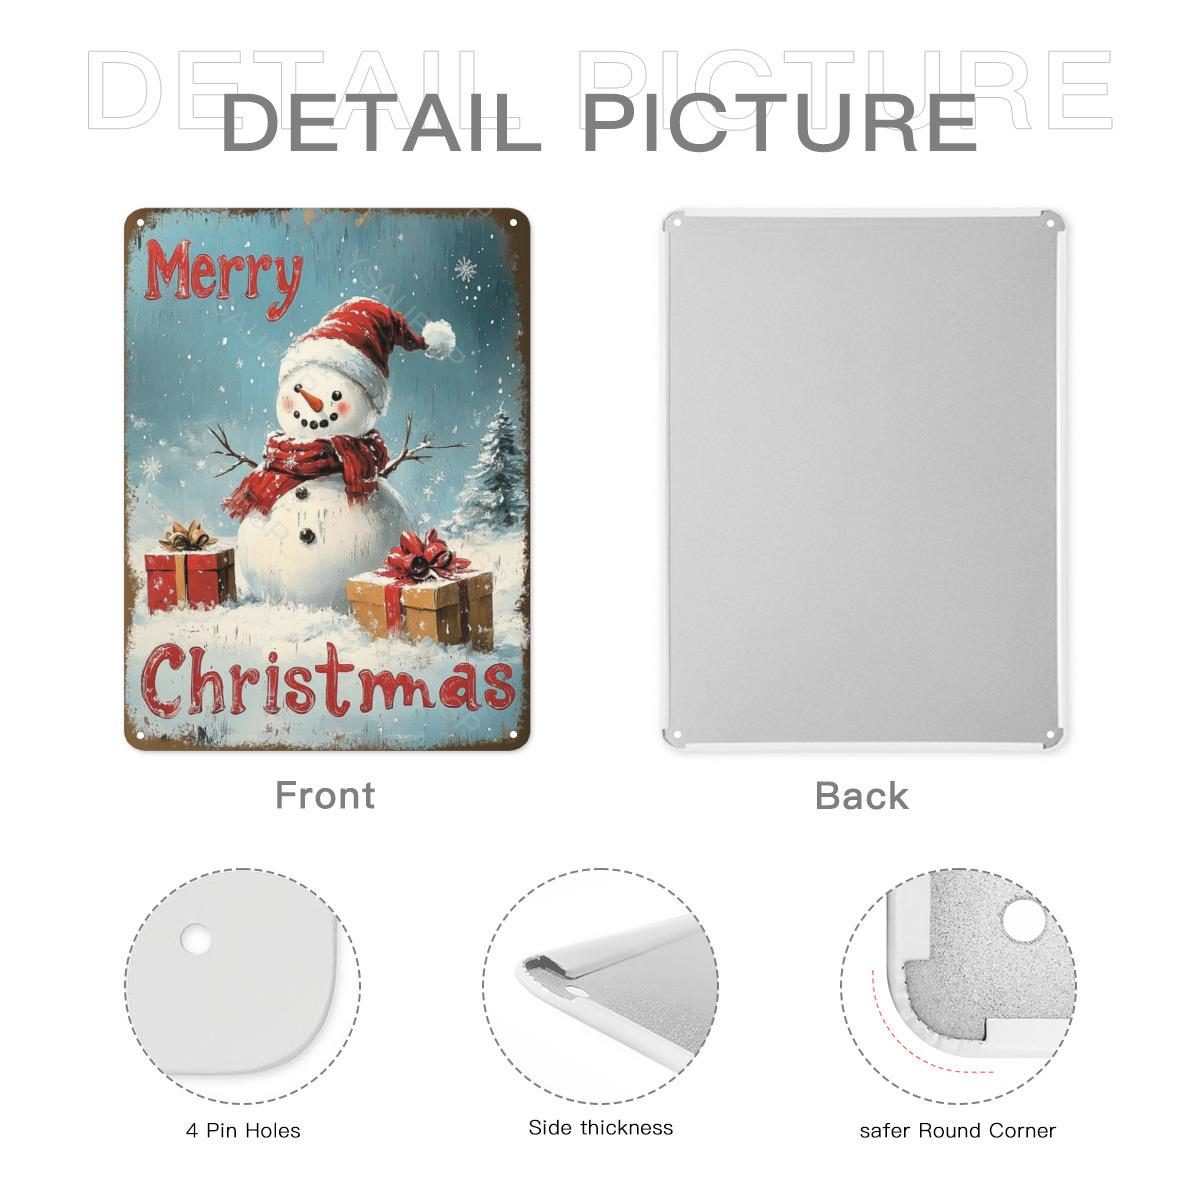 DETAIL PICTURE
DETAIL PICTURE
Merry
Christmas
Front
Back
4 Pin Holes
Side thickness
safer Round Corner